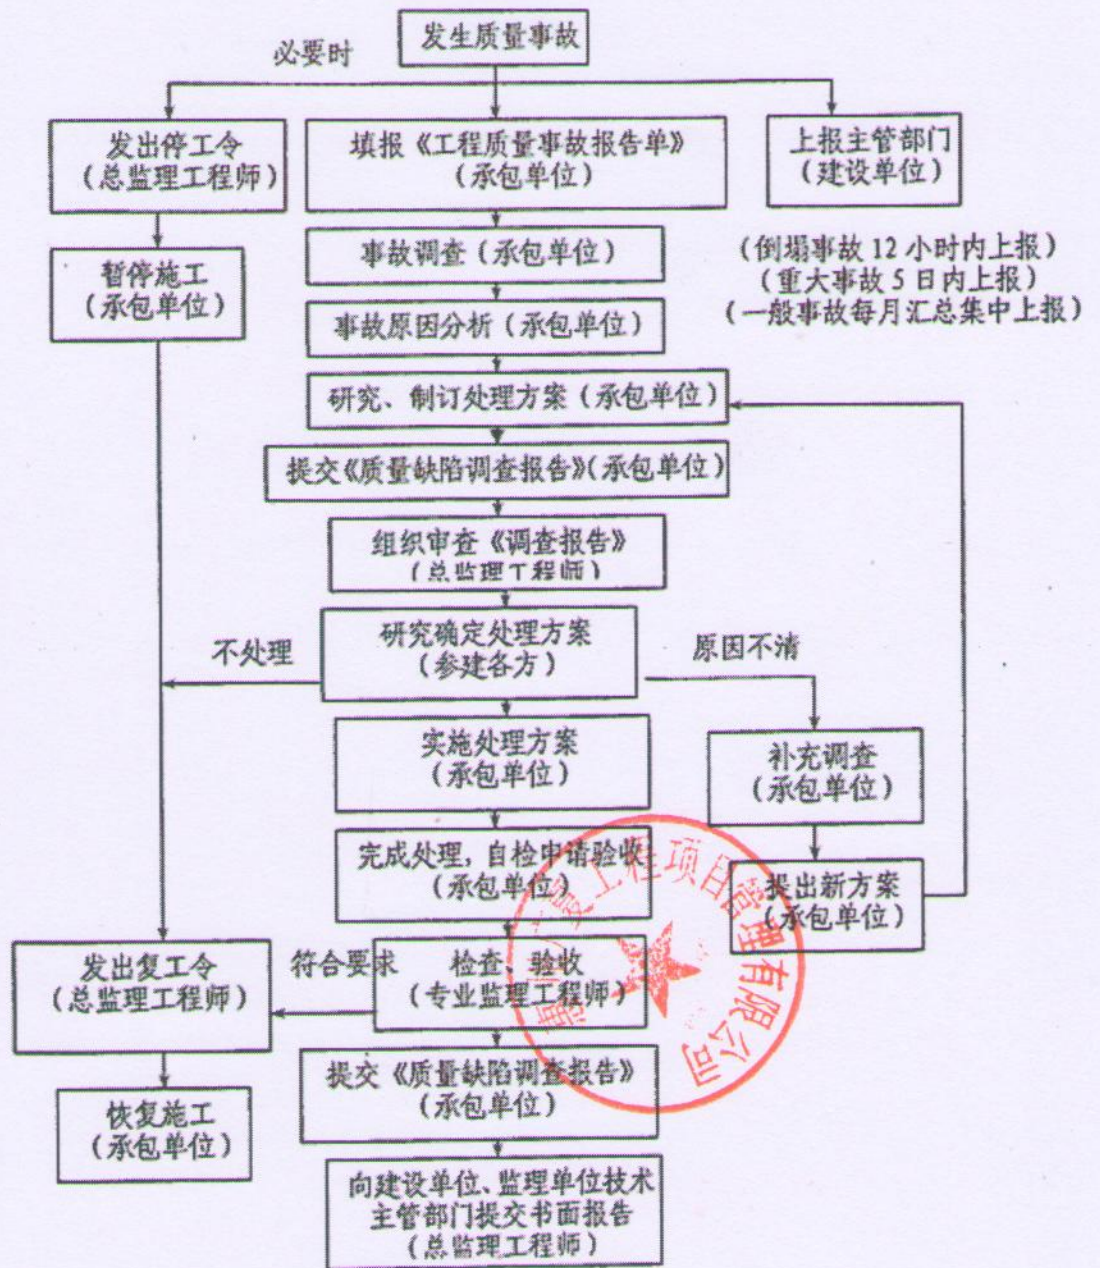 发生质量事故
必要时
发出停工令
(总监理工程师)
填报《工程质量事故报告单》
(承包单位)
上报主管部门
(建设单位)
暂停施工
(承包单位)
事故调查(承包单位)
(倒塌事故12小时内上报)
(重大事故5日内上报)
(一般事故每月汇总集中上报)
事故原因分析(承包单位)
研究、制订处理方案(承包单位)
提交《质量缺陷调查报告》(承包单位)
组织审查《调查报告》
(总监理工程师)
不处理
研究确定处理方案
(参建各方)
原因不清
实施处理方案
(承包单位)
补充调查
(承包单位)
完成处理,自检申请验收
(承包单位)
提出新方案
(承包单位)
发出复工令
(总监理工程师)
符合要求
检查、验收
(专业监理工程师)
提交《质量缺陷调查报告》
(承包单位)
恢复施工
(承包单位)
向建设单位、监理单位技术
主管部门提交书面报告
(总监理工程师)
工程项目管理有限公司